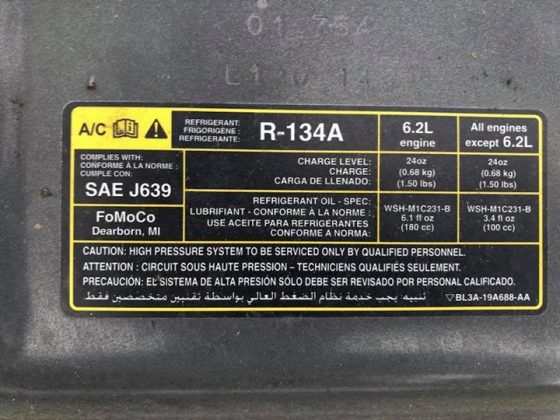 01 754
A/C
REFRIGERANT:
FRIGORIGÈNE:
REFRIGERANTE:
R-134A
6.2L
engine
All engines
except 6.2L
COMPLIES WITH:
CONFORME À LA NORME :
CUMPLE CON:
SAE J639
FoMoCo
Dearborn, MI
CHARGE LEVEL:
CHARGE:
CARGA DE LLENADO:
24oz
(0.68 kg)
(1.50 lbs)
24oz
(0.68 kg)
(1.50 lbs)
REFRIGERANT OIL - SPEC:
LUBRIFIANT - CONFORME À LA NORME :
USE ACEITE PARA REFRIGERANTES
CONFORME A NORMA:
WSH-M1C231-B
6.1 fl oz
(180 cc)
WSH-M1C231-B
3.4 fl oz
(100 cc)
CAUTION: HIGH PRESSURE SYSTEM TO BE SERVICED ONLY BY QUALIFIED PERSONNEL.
ATTENTION : CIRCUIT SOUS HAUTE PRESSION – TECHNICIENS QUALIFIÉS SEULEMENT.
PRECAUCIÓN: EL SISTEMA DE ALTA PRESIÓN SÓLO DEBE SER REVISADO POR PERSONAL CALIFICADO.
تنبيه: يجب خدمة نظام الضغط العالي بواسطة تقنيين متخصصين فقط
BL3A-19A688-AA